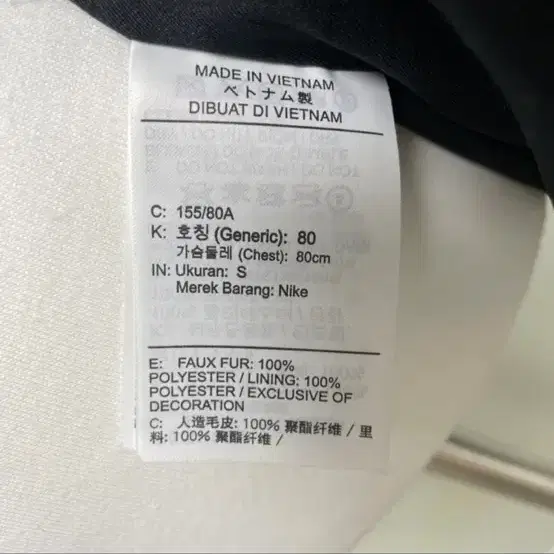 MADE IN VIETNAM
ベトナム製
DIBUAT DI VIETNAM
C: 155/80A
K: 호칭 (Generic): 80
가슴둘레 (Chest): 80cm
IN: Ukuran: S
Merek Barang: Nike
E: FAUX FUR: 100%
POLYESTER / LINING: 100%
POLYESTER / EXCLUSIVE OF
DECORATION
C: 人造毛皮: 100% 聚酯纤维 / 里
料: 100% 聚酯纤维 /